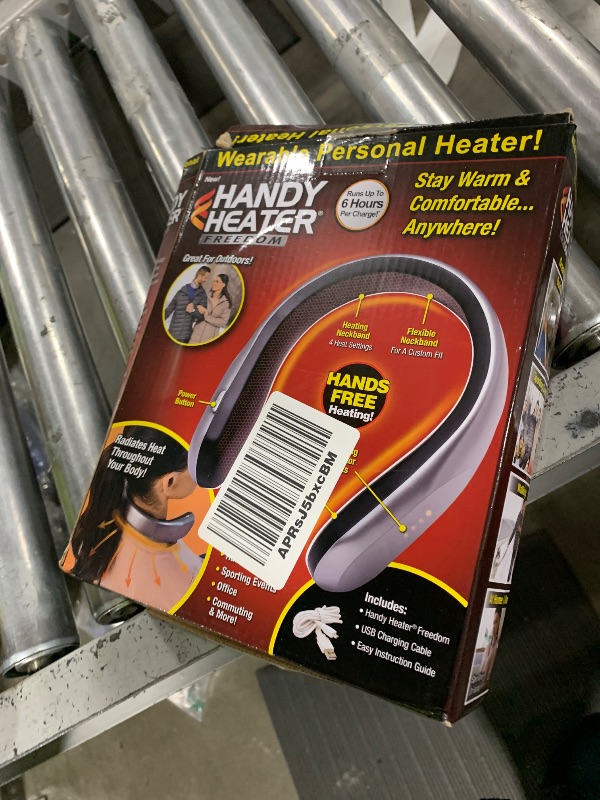 Wearable Personal Heater!
New!
HANDY
HEATER®
FREEDOM
Runs Up To
6 Hours
Per Charge!
Stay Warm &
Comfortable...
Anywhere!
Great For Outdoors!
Heating
Neckband
4 Heat Settings
Flexible
Neckband
For A Custom Fit
HANDS
FREE
Heating!
Power
Button
Radiates Heat
Throughout
Your Body!
APRsJ5bxcBM
• Sporting Events
• Office
• Commuting
& More!
Includes:
• Handy Heater® Freedom
• USB Charging Cable
• Easy Instruction Guide